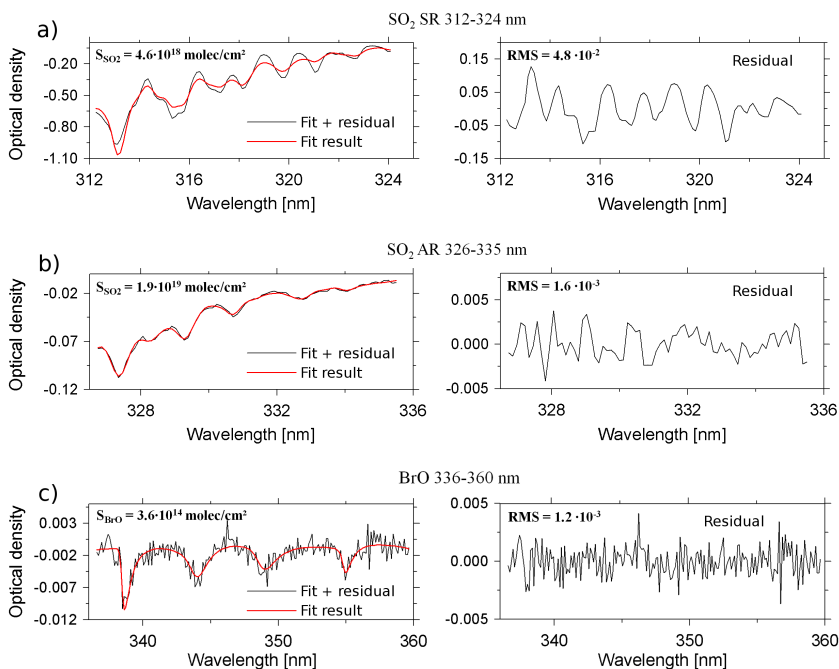 SO₂ SR 312-324 nm
a)
S_SO2 = 4.6·10¹⁸ molec/cm²
RMS = 4.8 ·10⁻²
Residual
Optical density
-0.20
-0.50
-0.80
-1.10
Fit + residual
Fit result
0.15
0.05
-0.05
-0.15
312
316
320
324
312
316
320
324
Wavelength [nm]
Wavelength [nm]
SO₂ AR 326-335 nm
b)
S_SO2 = 1.9·10¹⁹ molec/cm²
RMS = 1.6 ·10⁻³
Residual
Optical density
-0.02
-0.07
-0.12
Fit + residual
Fit result
0.005
0.000
-0.005
328
332
336
328
332
336
Wavelength [nm]
Wavelength [nm]
BrO 336-360 nm
c)
S_BrO = 3.6·10¹⁴ molec/cm²
RMS = 1.2 ·10⁻³
Residual
Optical density
0.003
-0.002
-0.007
-0.012
Fit + residual
Fit result
0.005
0.000
-0.005
340
350
360
340
350
360
Wavelength [nm]
Wavelength [nm]